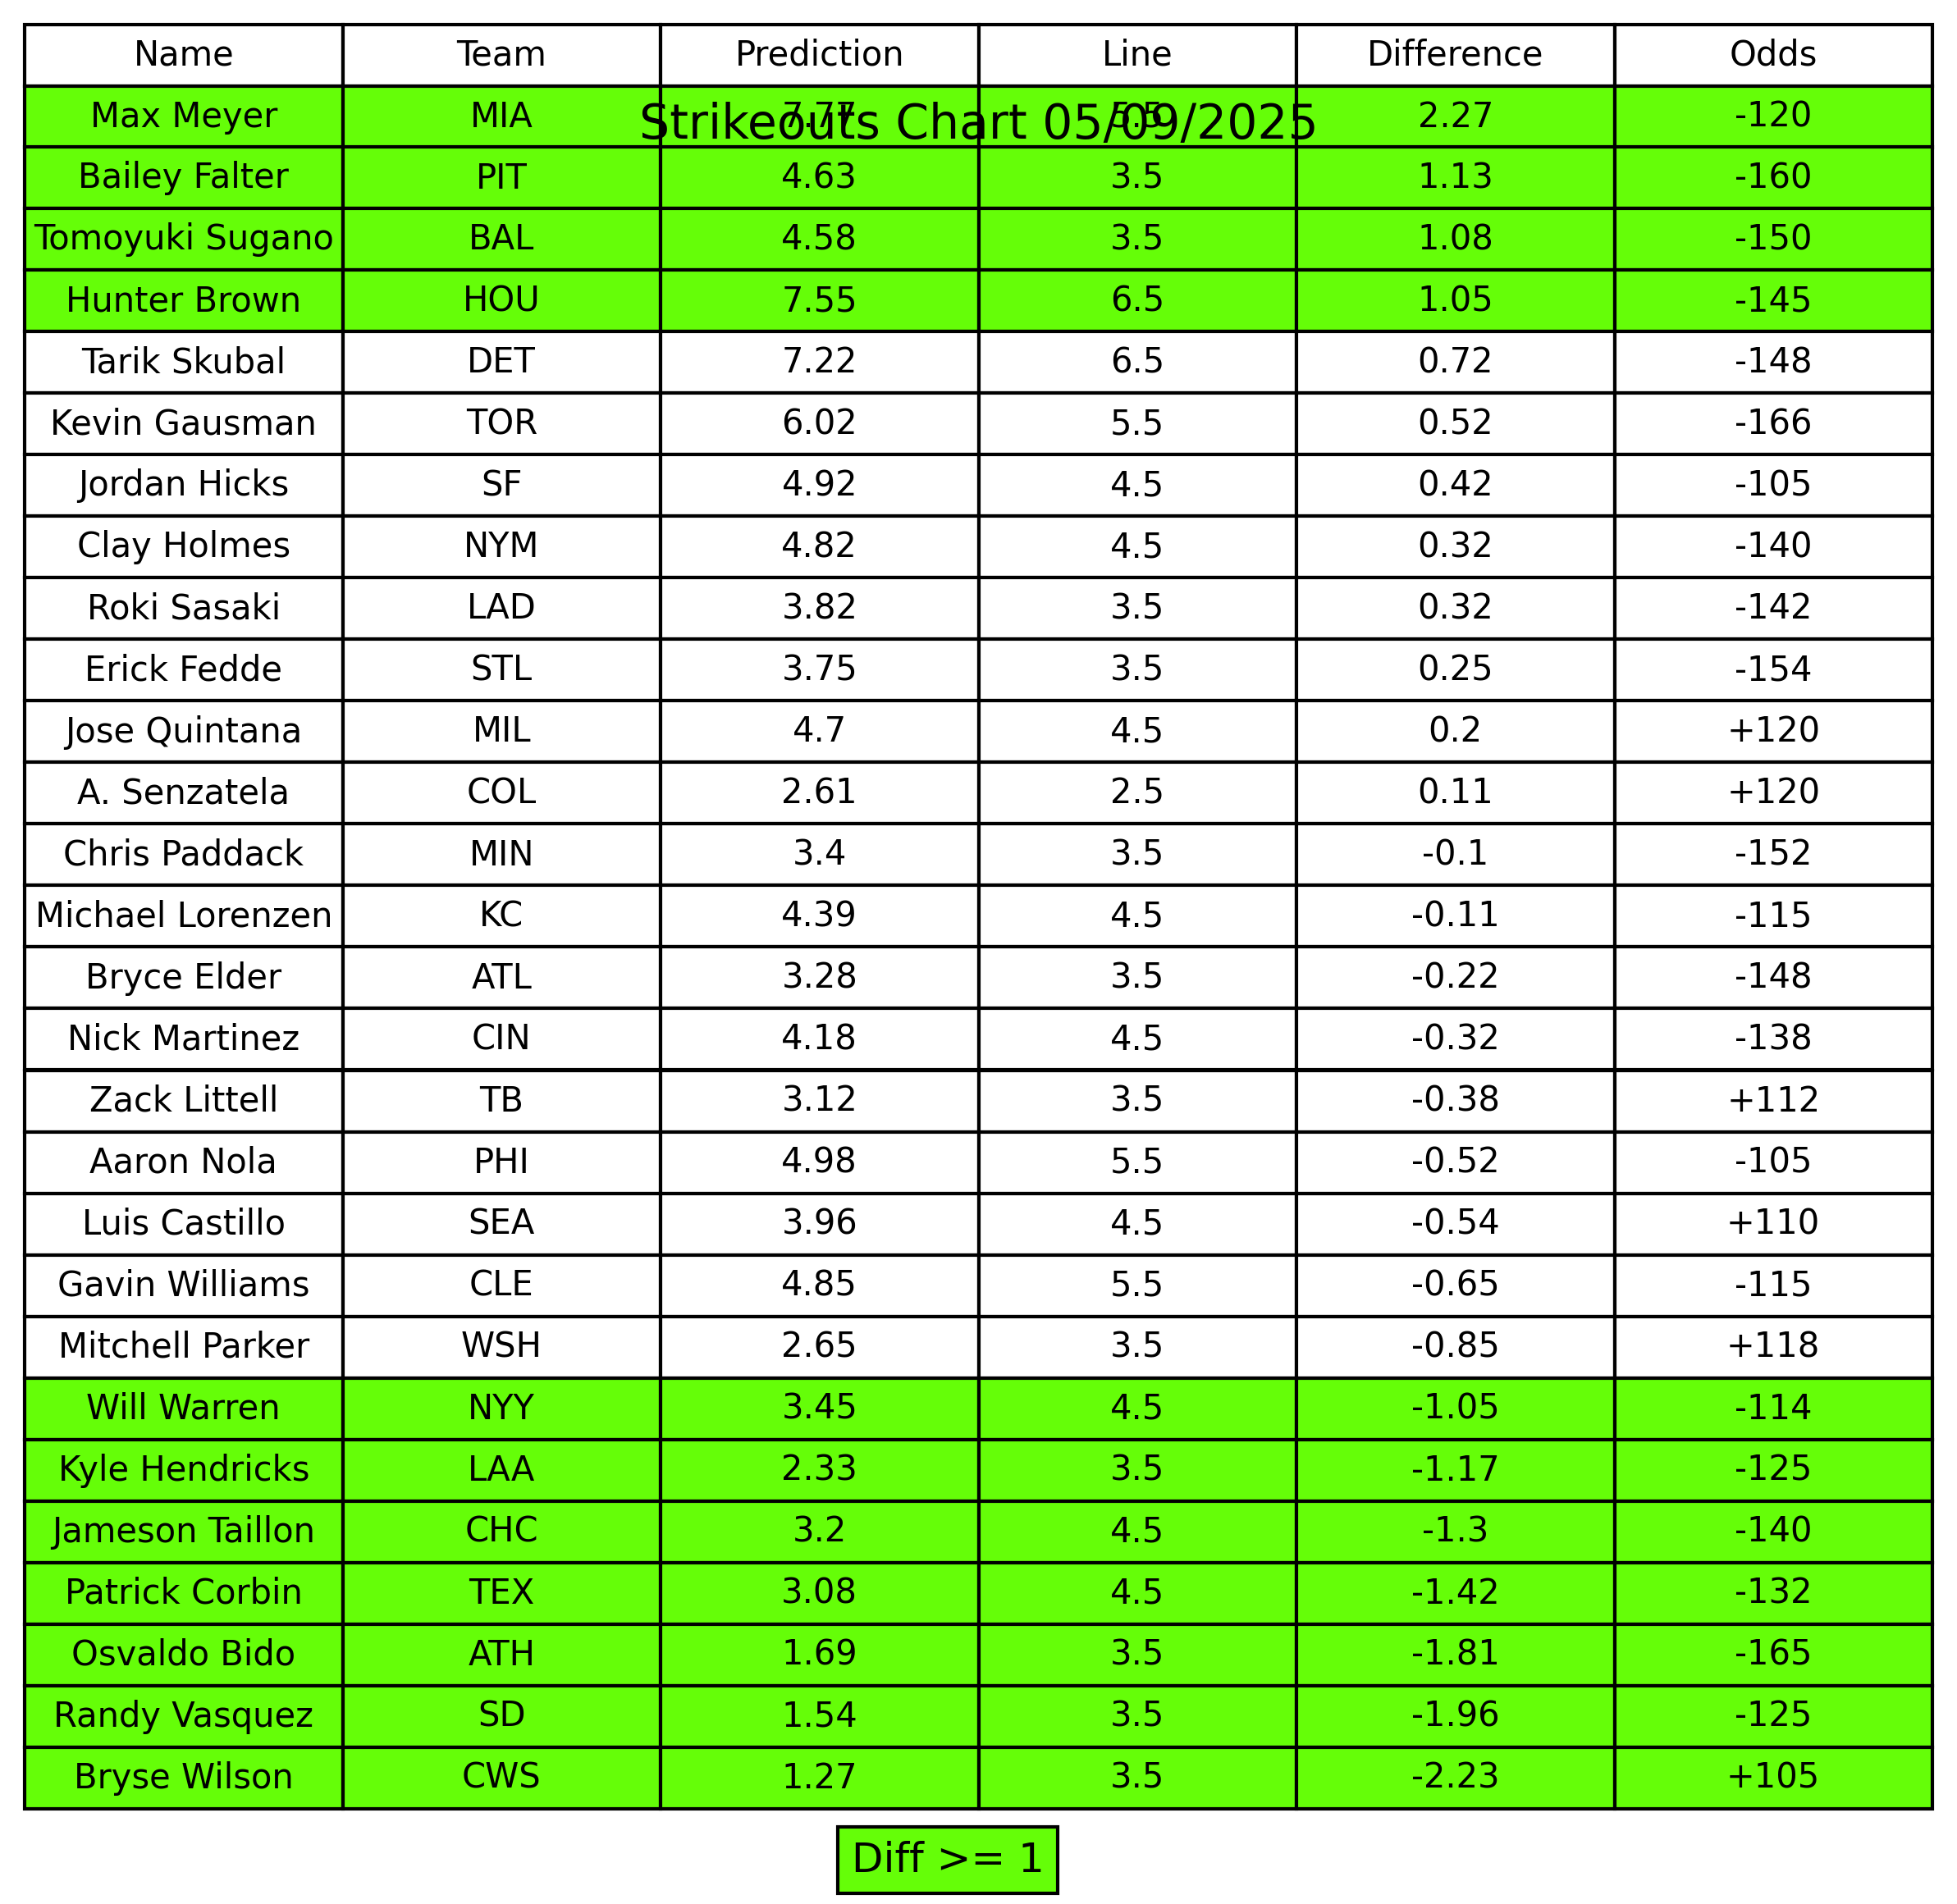 Name Team Prediction Line Difference Odds
Max Meyer MIA 7.77 5.5 2.27 -120
Strikeouts Chart 05/09/2025
Bailey Falter PIT 4.63 3.5 1.13 -160
Tomoyuki Sugano BAL 4.58 3.5 1.08 -150
Hunter Brown HOU 7.55 6.5 1.05 -145
Tarik Skubal DET 7.22 6.5 0.72 -148
Kevin Gausman TOR 6.02 5.5 0.52 -166
Jordan Hicks SF 4.92 4.5 0.42 -105
Clay Holmes NYM 4.82 4.5 0.32 -140
Roki Sasaki LAD 3.82 3.5 0.32 -142
Erick Fedde STL 3.75 3.5 0.25 -154
Jose Quintana MIL 4.7 4.5 0.2 +120
A. Senzatela COL 2.61 2.5 0.11 +120
Chris Paddack MIN 3.4 3.5 -0.1 -152
Michael Lorenzen KC 4.39 4.5 -0.11 -115
Bryce Elder ATL 3.28 3.5 -0.22 -148
Nick Martinez CIN 4.18 4.5 -0.32 -138
Zack Littell TB 3.12 3.5 -0.38 +112
Aaron Nola PHI 4.98 5.5 -0.52 -105
Luis Castillo SEA 3.96 4.5 -0.54 +110
Gavin Williams CLE 4.85 5.5 -0.65 -115
Mitchell Parker WSH 2.65 3.5 -0.85 +118
Will Warren NYY 3.45 4.5 -1.05 -114
Kyle Hendricks LAA 2.33 3.5 -1.17 -125
Jameson Taillon CHC 3.2 4.5 -1.3 -140
Patrick Corbin TEX 3.08 4.5 -1.42 -132
Osvaldo Bido ATH 1.69 3.5 -1.81 -165
Randy Vasquez SD 1.54 3.5 -1.96 -125
Bryse Wilson CWS 1.27 3.5 -2.23 +105
Diff >= 1